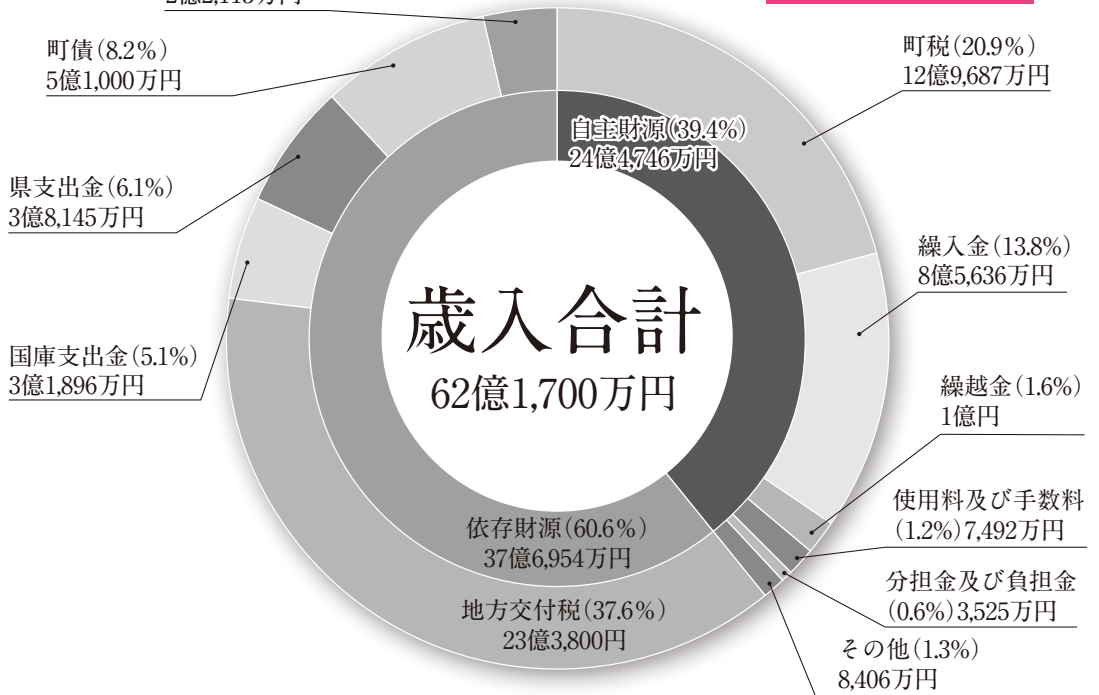 町債(8.2%)
5億1,000万円
町税(20.9%)
12億9,687万円
自主財源(39.4%)
24億4,746万円
県支出金(6.1%)
3億8,145万円
繰入金(13.8%)
8億5,636万円
歳入合計
62億1,700万円
国庫支出金(5.1%)
3億1,896万円
繰越金(1.6%)
1億円
使用料及び手数料
(1.2%)7,492万円
依存財源(60.6%)
37億6,954万円
分担金及び負担金
(0.6%)3,525万円
地方交付税(37.6%)
23億3,800円
その他(1.3%)
8,406万円